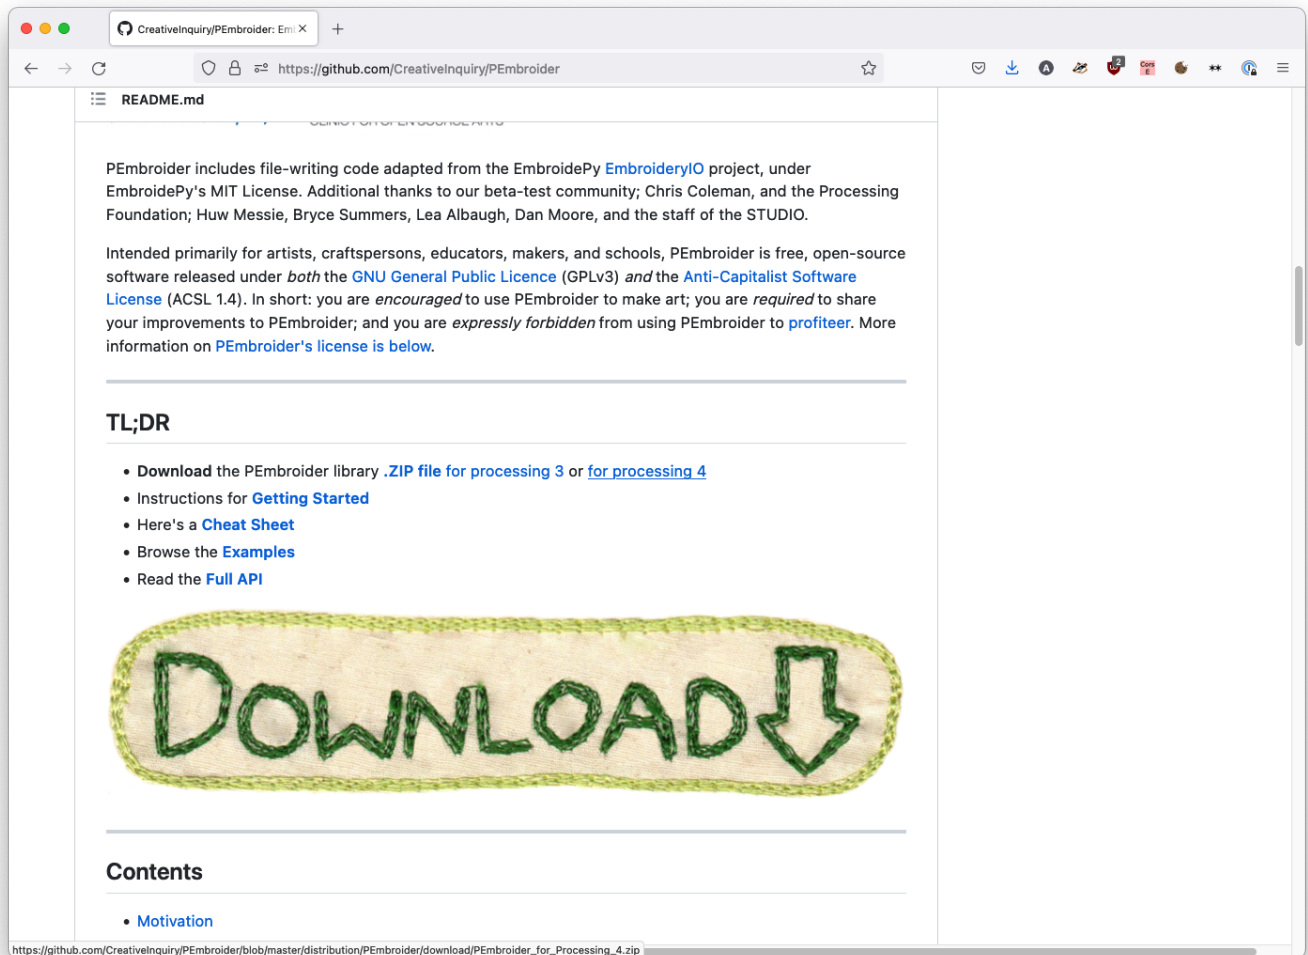 CreativeInquiry/PEmbroider: Em
https://github.com/CreativeInquiry/PEmbroider
2
README.md
PEmbroider includes file-writing code adapted from the EmbroidePy EmbroideryIO project, under
EmbroidePy's MIT License. Additional thanks to our beta-test community; Chris Coleman, and the Processing
Foundation; Huw Messie, Bryce Summers, Lea Albaugh, Dan Moore, and the staff of the STUDIO.
Intended primarily for artists, craftspersons, educators, makers, and schools, PEmbroider is free, open-source
software released under both the GNU General Public Licence (GPLv3) and the Anti-Capitalist Software
License (ACSL 1.4). In short: you are encouraged to use PEmbroider to make art; you are required to share
your improvements to PEmbroider; and you are expressly forbidden from using PEmbroider to profiteer. More
information on PEmbroider's license is below.
TL;DR
• Download the PEmbroider library .ZIP file for processing 3 or for processing 4
• Instructions for Getting Started
• Here's a Cheat Sheet
• Browse the Examples
• Read the Full API
DOWNLOAD
Contents
• Motivation
https://github.com/CreativeInquiry/PEmbroider/blob/master/distribution/PEmbroider/download/PEmbroider_for_Processing_4.zip